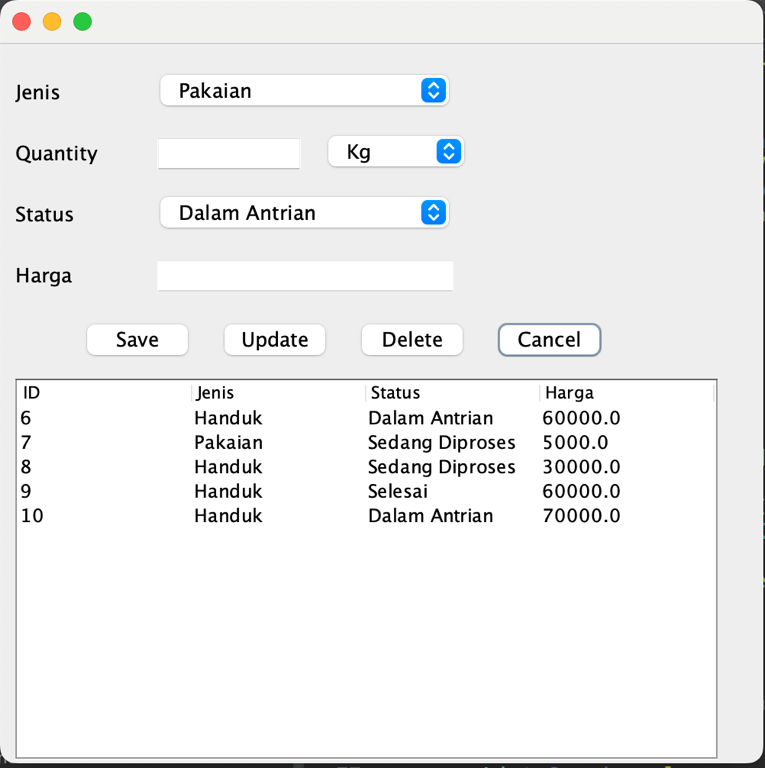 Jenis Pakaian
Quantity Kg
Status Dalam Antrian
Harga
Save Update Delete Cancel
ID Jenis Status Harga
6 Handuk Dalam Antrian 60000.0
7 Pakaian Sedang Diproses 5000.0
8 Handuk Sedang Diproses 30000.0
9 Handuk Selesai 60000.0
10 Handuk Dalam Antrian 70000.0